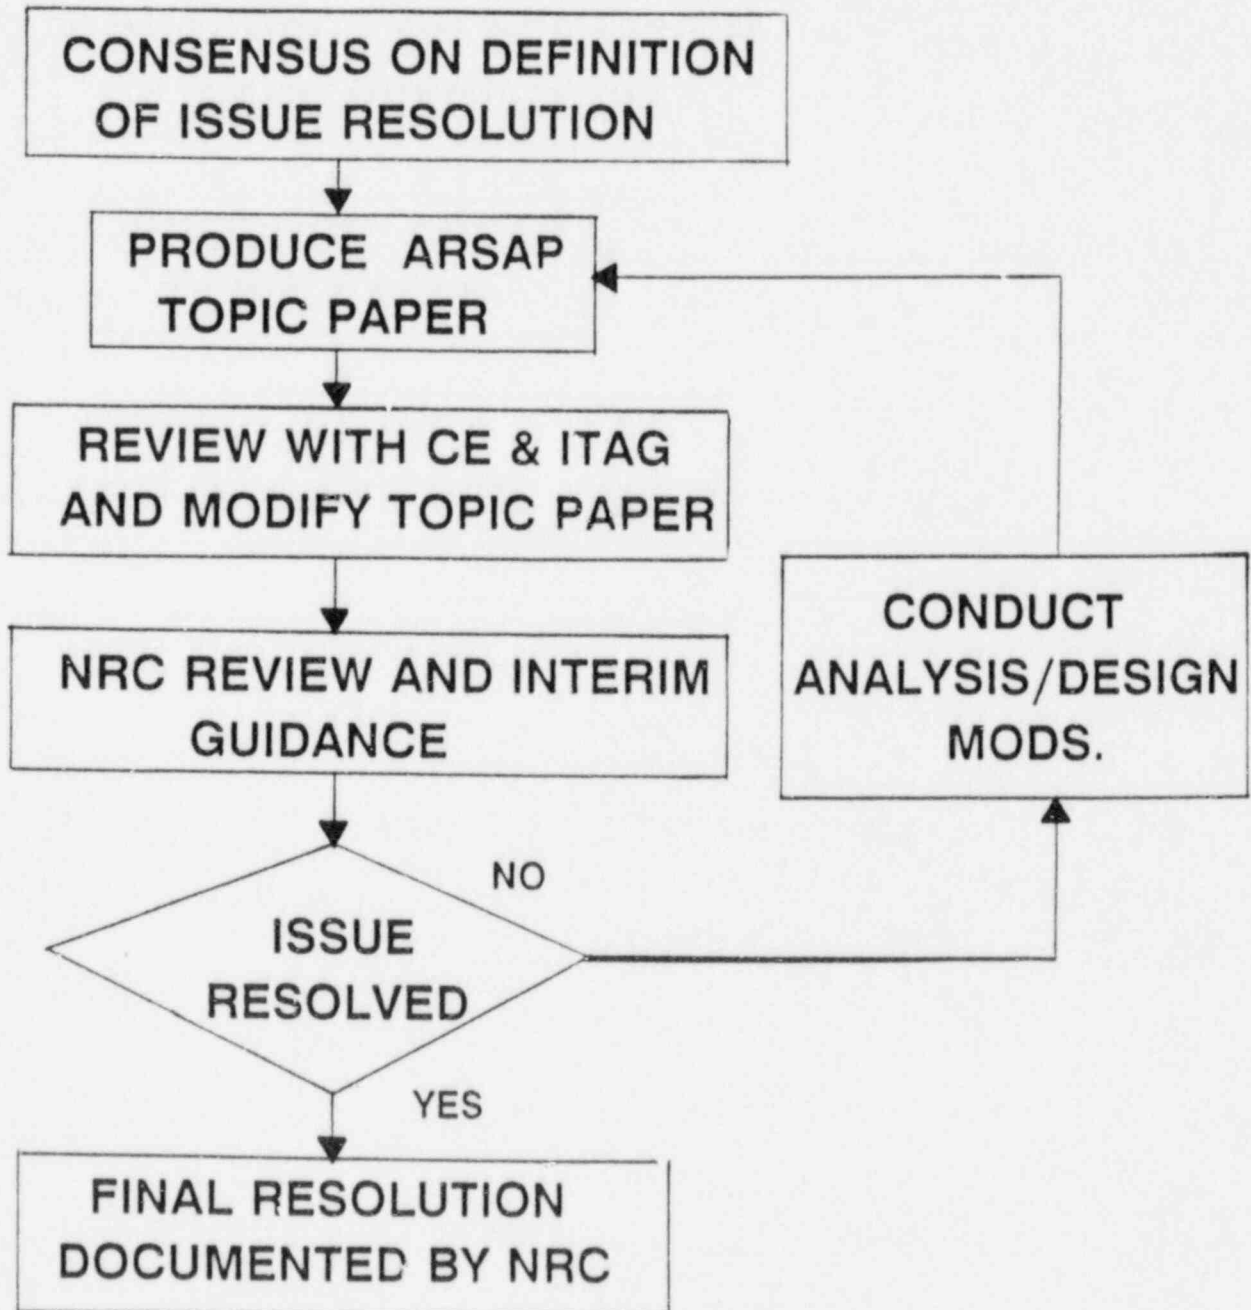 CONSENSUS ON DEFINITION
OF ISSUE RESOLUTION
PRODUCE ARSAP
TOPIC PAPER
REVIEW WITH CE & ITAG
AND MODIFY TOPIC PAPER
NRC REVIEW AND INTERIM
GUIDANCE
CONDUCT
ANALYSIS/DESIGN
MODS.
NO
ISSUE
RESOLVED
YES
FINAL RESOLUTION
DOCUMENTED BY NRC